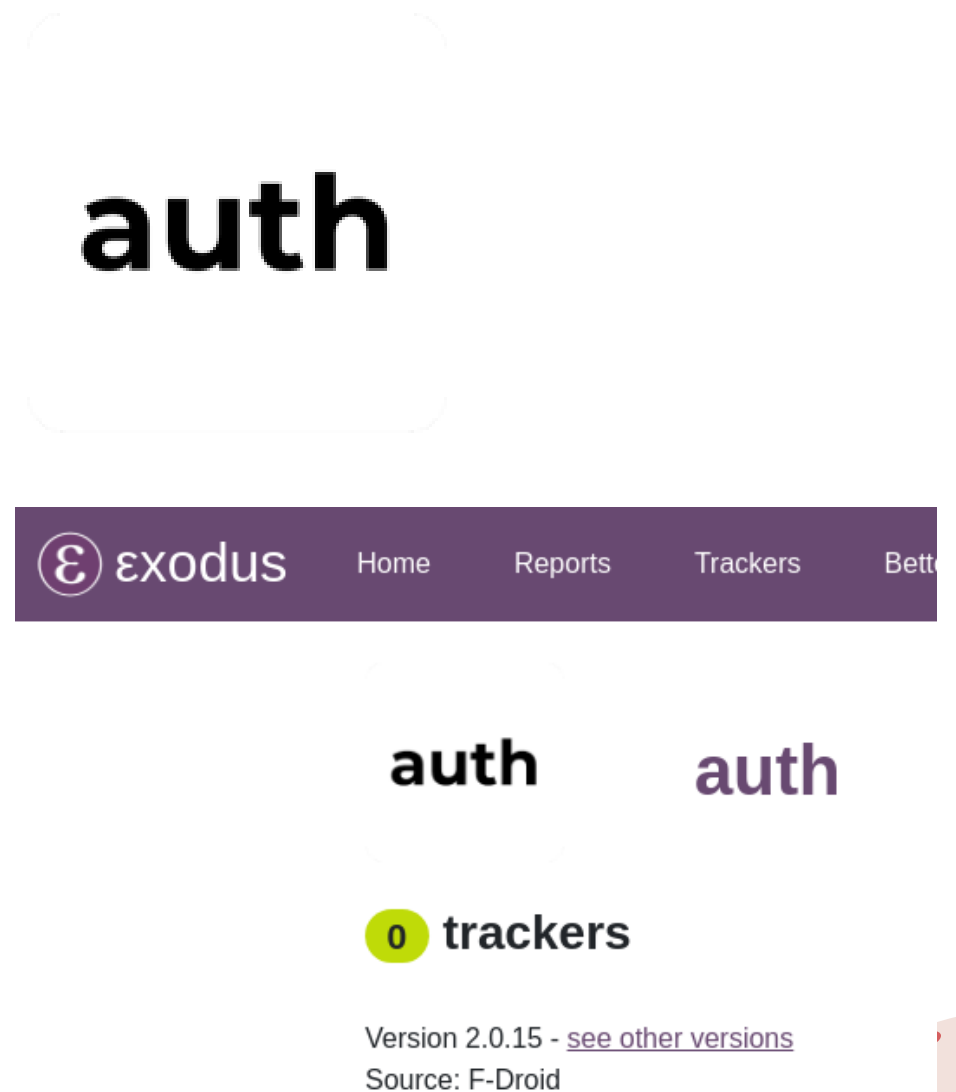 auth
εxodus Home Reports Trackers
auth auth
0 trackers
Version 2.0.15 - see other versions
Source: F-Droid